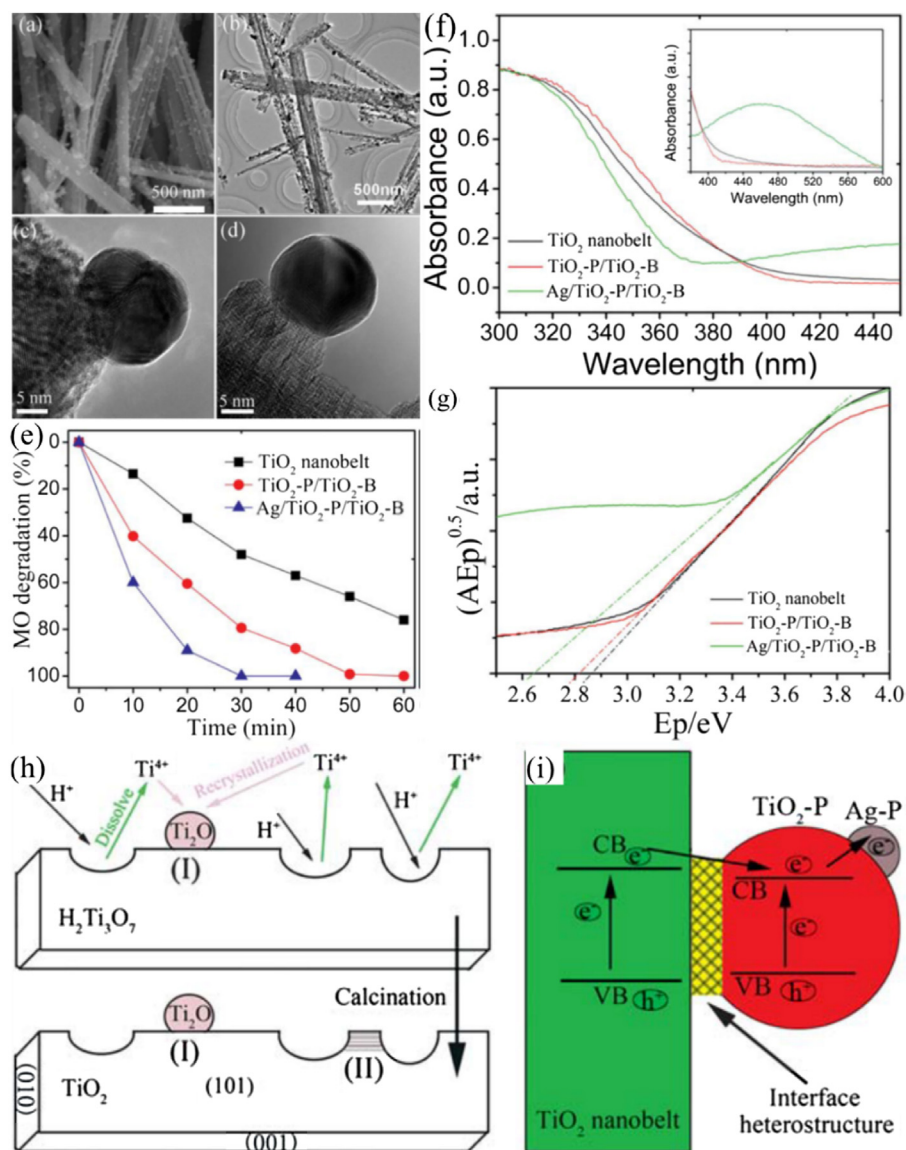 (a)
500 nm
(b)
500nm
(c)
5 nm
(d)
5 nm
(e)
MO degradation (%)
0
20
40
60
80
100
TiO₂ nanobelt
TiO₂-P/TiO₂-B
Ag/TiO₂-P/TiO₂-B
0 10 20 30 40 50 60
Time (min)
(f)
Absorbance (a.u.)
1.0
0.8
0.6
0.4
0.2
0.0
TiO₂ nanobelt
TiO₂-P/TiO₂-B
Ag/TiO₂-P/TiO₂-B
300 320 340 360 380 400 420 440
Wavelength (nm)
Absorbance (a.u.)
400 440 480 520 560 600
Wavelength (nm)
(g)
(AEp)^0.5/a.u.
TiO₂ nanobelt
TiO₂-P/TiO₂-B
Ag/TiO₂-P/TiO₂-B
2.6 2.8 3.0 3.2 3.4 3.6 3.8 4.0
Ep/eV
(h)
Ti⁴⁺ Recrystallization Ti⁴⁺ Ti⁴⁺
H⁺ Dissolve Ti₂O H⁺ H⁺
(I)
H₂Ti₃O₇
Calcination
Ti₂O
(I) (II)
TiO₂ (101)
(010)
(001)
(i)
TiO₂-P
Ag-P
e⁻
CB e⁻ e⁻
CB
e⁻ e⁻
VB h⁺ VB h⁺
Interface
heterostructure
TiO₂ nanobelt